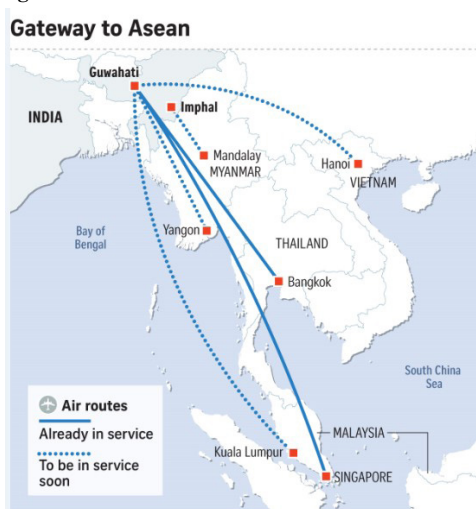 Gateway to Asean
Guwahati
Imphal
INDIA
Mandalay
MYANMAR
Hanoi
VIETNAM
Yangon
Bay of
Bengal
THAILAND
Bangkok
South China
Sea
Air routes
Already in service
To be in service
soon
MALAYSIA
Kuala Lumpur
SINGAPORE